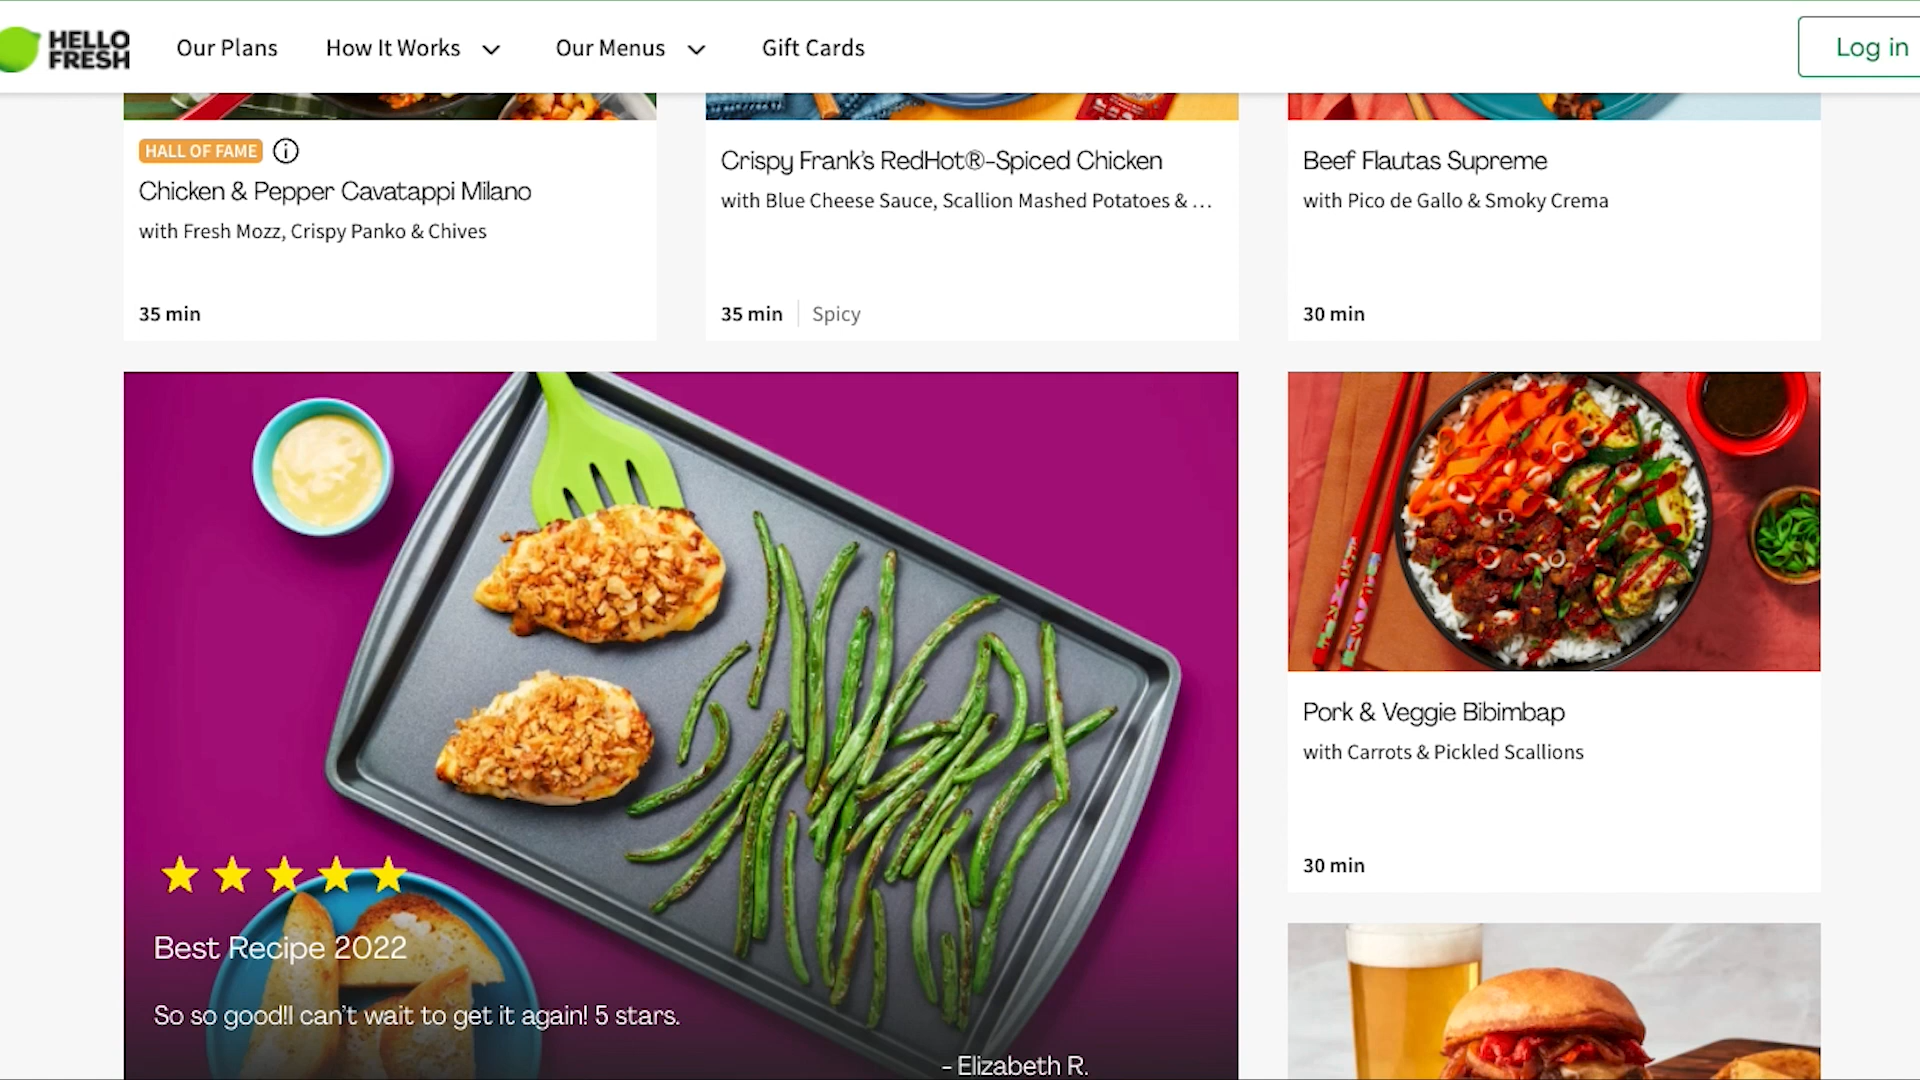 HELLO
FRESH
Our Plans
How It Works
Our Menus
Gift Cards
Log in
HALL OF FAME
Chicken & Pepper Cavatappi Milano
with Fresh Mozz, Crispy Panko & Chives
35 min
Crispy Frank's RedHot®-Spiced Chicken
with Blue Cheese Sauce, Scallion Mashed Potatoes & ...
35 min
Spicy
Beef Flautas Supreme
with Pico de Gallo & Smoky Crema
30 min
Best Recipe 2022
So so good!I can't wait to get it again! 5 stars.
- Elizabeth R.
Pork & Veggie Bibimbap
with Carrots & Pickled Scallions
30 min